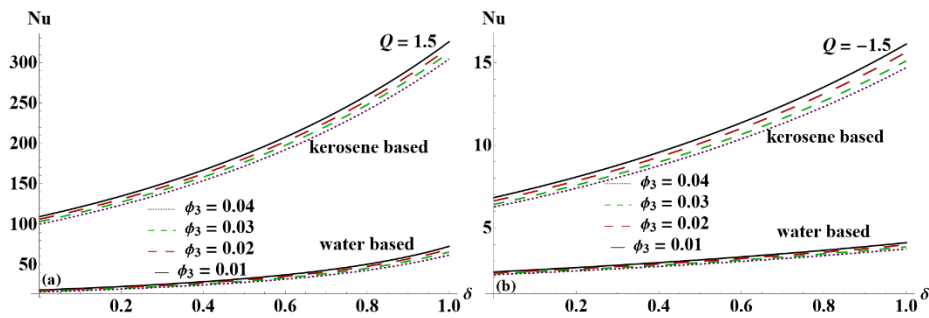 Nu
Q = 1.5
300
250
200
150
100
50
kerosene based
ϕ3 = 0.04
ϕ3 = 0.03
ϕ3 = 0.02
ϕ3 = 0.01
water based
(a)
0.2 0.4 0.6 0.8 1.0 δ
Nu
Q = −1.5
15
10
5
kerosene based
ϕ3 = 0.04
ϕ3 = 0.03
ϕ3 = 0.02
ϕ3 = 0.01
water based
(b)
0.2 0.4 0.6 0.8 1.0 δ